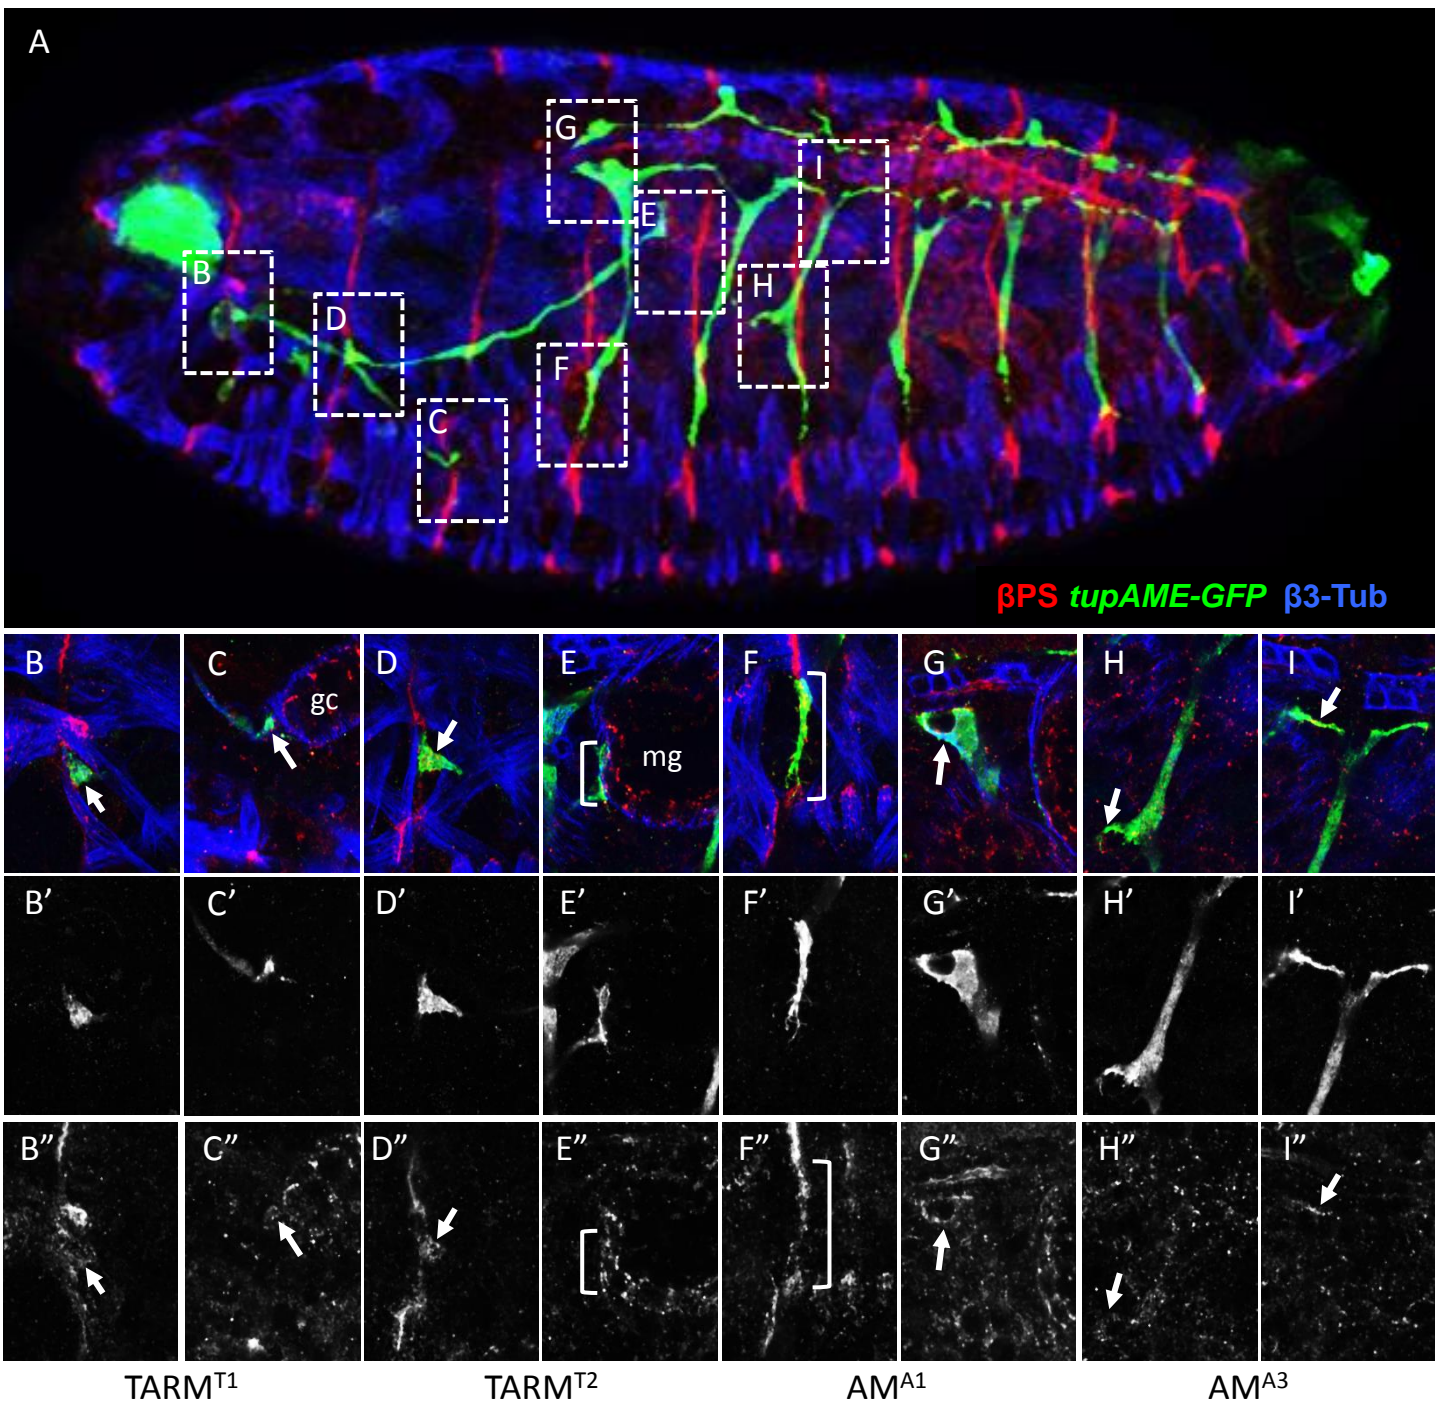 A
G
I
E
B
H
D
F
C
βPS tupAME-GFP β3-Tub
B C D E F G H I
gc mg
B’ C’ D’ E’ F’ G’ H’ I’
B” C” D” E” F” G” H” I”
TARMT1 TARMT2 AMA1 AMA3